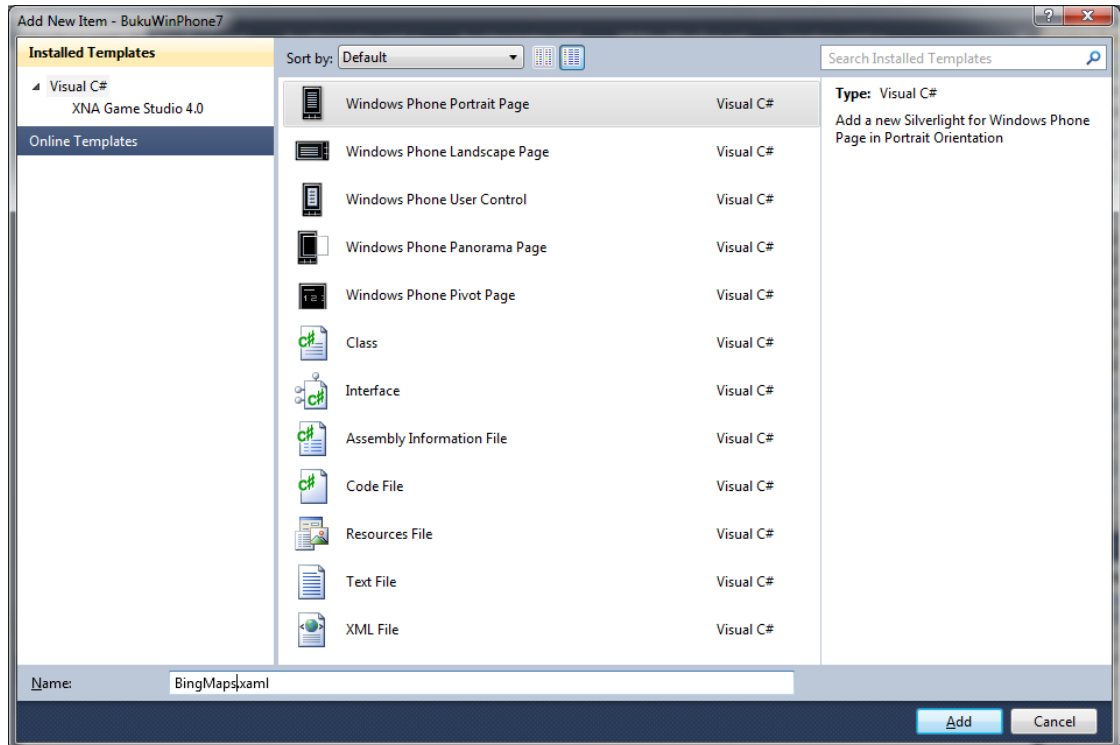 Add New Item - BukuWinPhone7
Installed Templates
Visual C#
XNA Game Studio 4.0
Online Templates
Sort by: Default
Search Installed Templates
Windows Phone Portrait Page Visual C#
Windows Phone Landscape Page Visual C#
Windows Phone User Control Visual C#
Windows Phone Panorama Page Visual C#
Windows Phone Pivot Page Visual C#
Class Visual C#
Interface Visual C#
Assembly Information File Visual C#
Code File Visual C#
Resources File Visual C#
Text File Visual C#
XML File Visual C#
Type: Visual C#
Add a new Silverlight for Windows Phone
Page in Portrait Orientation
Name: BingMaps.xaml
Add Cancel